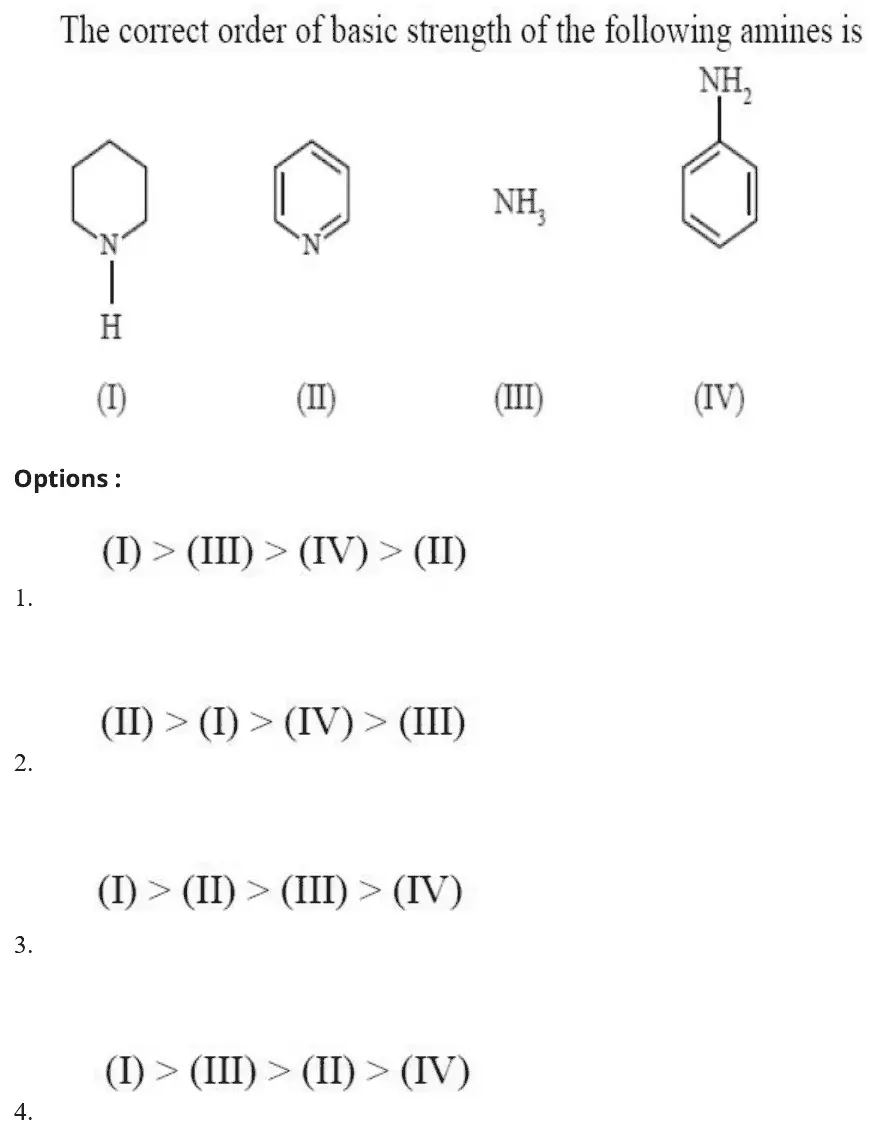 The correct order of basic strength of the following amines is
NH₂
NH₃
N
N
H
(I) (II) (III) (IV)
Options :
(I) > (III) > (IV) > (II)
1.
(II) > (I) > (IV) > (III)
2.
(I) > (II) > (III) > (IV)
3.
(I) > (III) > (II) > (IV)
4.